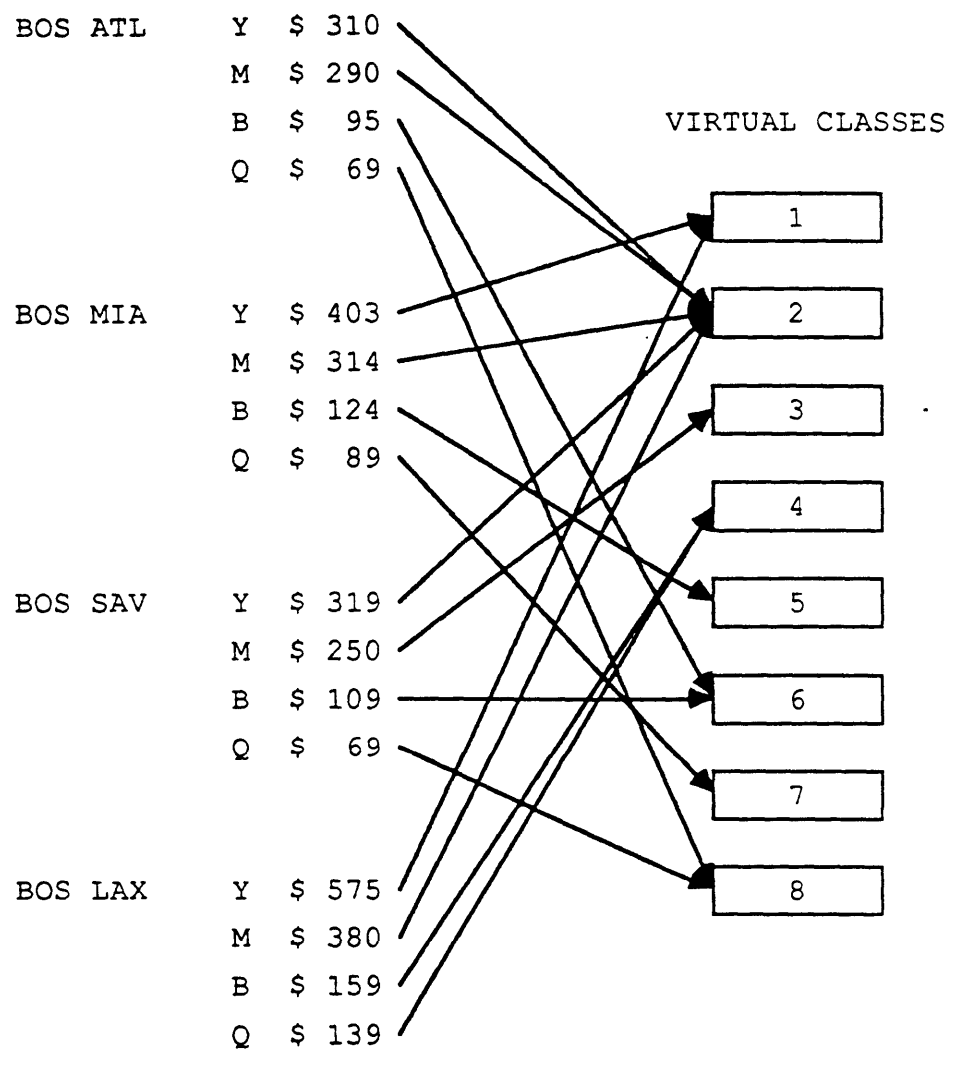 BOS ATL Y $ 310
M $ 290
B $ 95
VIRTUAL CLASSES
Q $ 69
1
BOS MIA Y $ 403
2
M $ 314
B $ 124
3
Q $ 89
4
BOS SAV Y $ 319
5
M $ 250
B $ 109
6
Q $ 69
7
BOS LAX Y $ 575
8
M $ 380
B $ 159
Q $ 139